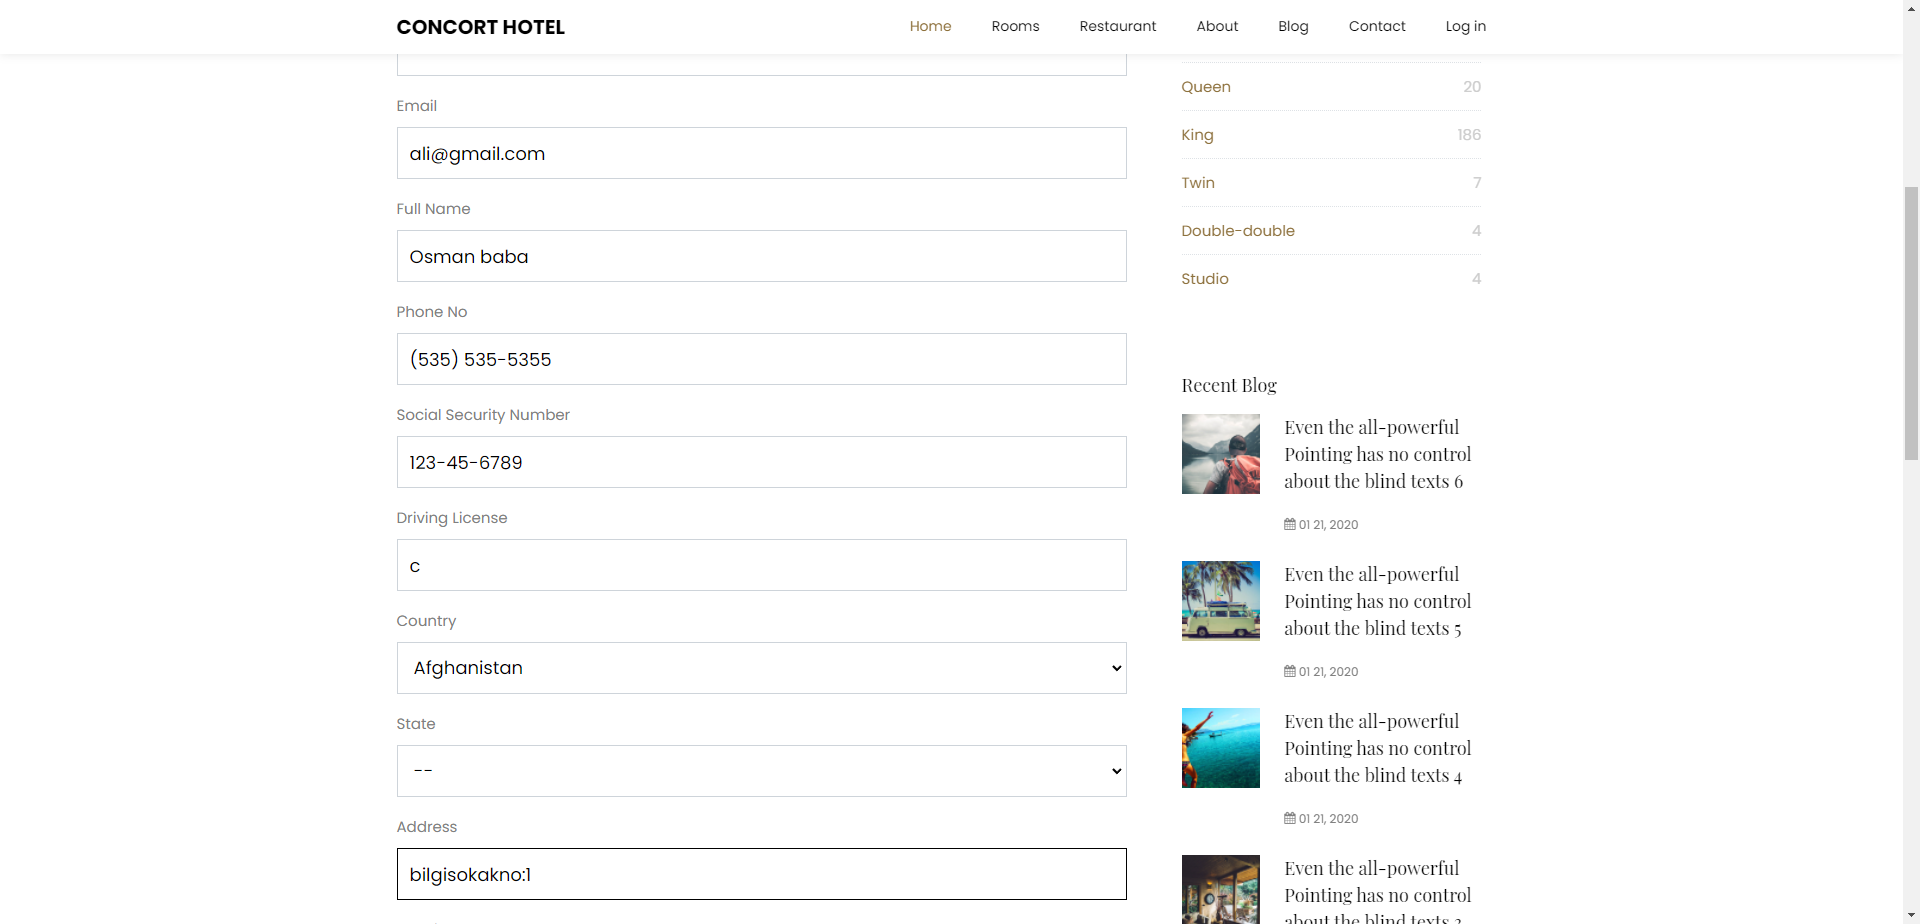 CONCORT HOTEL
Home Rooms Restaurant About Blog Contact Log in
Email
ali@gmail.com
Full Name
Osman baba
Phone No
(535) 535-5355
Social Security Number
123-45-6789
Driving License
c
Country
Afghanistan
State
--
Address
bilgisokakno:1
Queen 20
King 186
Twin 7
Double-double 4
Studio 4
Recent Blog
Even the all-powerful
Pointing has no control
about the blind texts 6
01 21, 2020
Even the all-powerful
Pointing has no control
about the blind texts 5
01 21, 2020
Even the all-powerful
Pointing has no control
about the blind texts 4
01 21, 2020
Even the all-powerful
Pointing has no control
about the blind texts 3